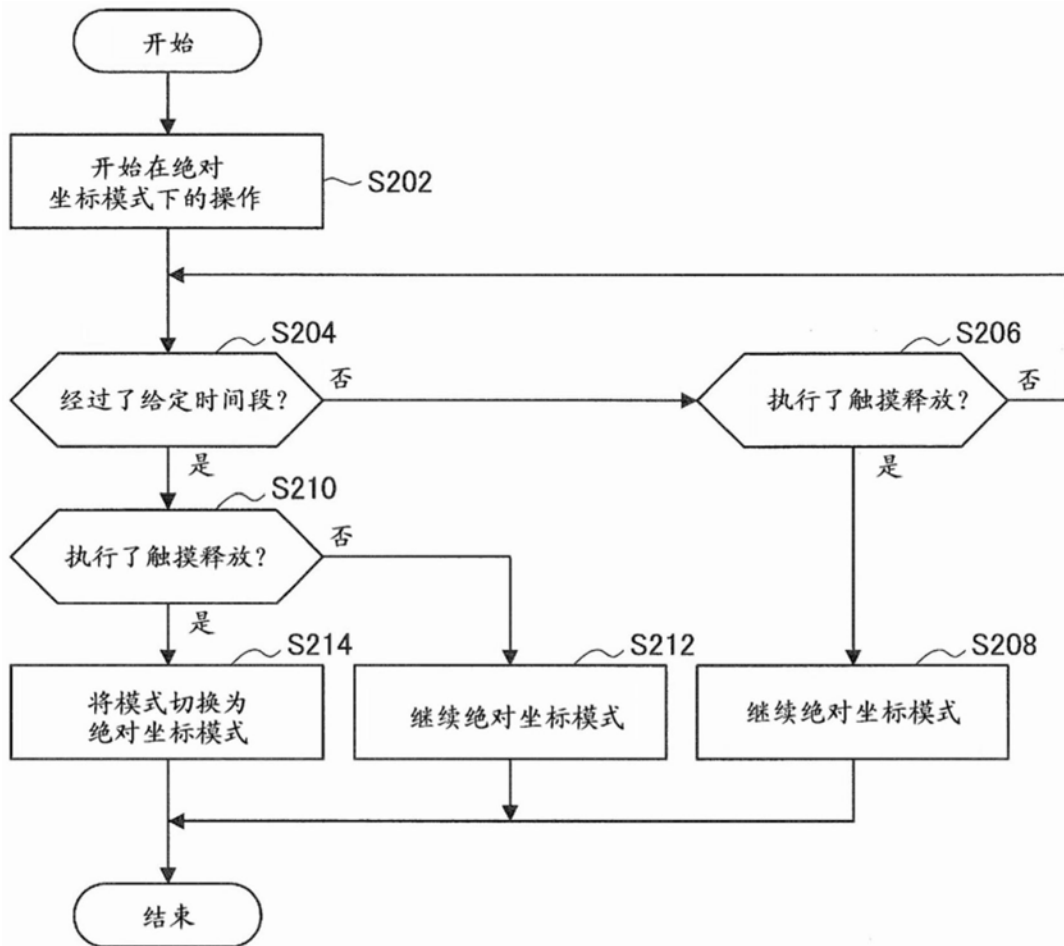 开始
开始在绝对
坐标模式下的操作
S202
S204
经过了给定时间段?
否
是
S206
执行了触摸释放?
否
是
S210
执行了触摸释放?
否
是
S214
将模式切换为
绝对坐标模式
S212
继续绝对坐标模式
S208
继续绝对坐标模式
结束